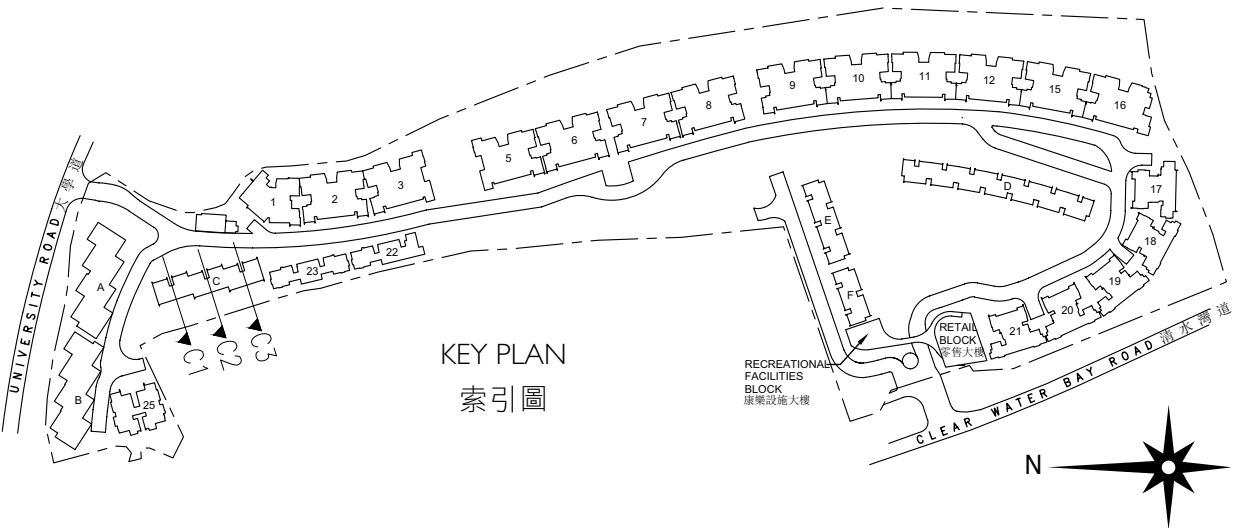 9
10
11
12
15
16
8
7
6
5
3
2
1
17
18
19
20
21
D
E
F
22
23
C
A
B
25
C1
C2
C3
UNIVERSITY ROAD 大學道
KEY PLAN
索引圖
RETAIL
BLOCK
零售大樓
RECREATIONAL
FACILITIES
BLOCK
康樂設施大樓
CLEAR WATER BAY ROAD 清水灣道
N